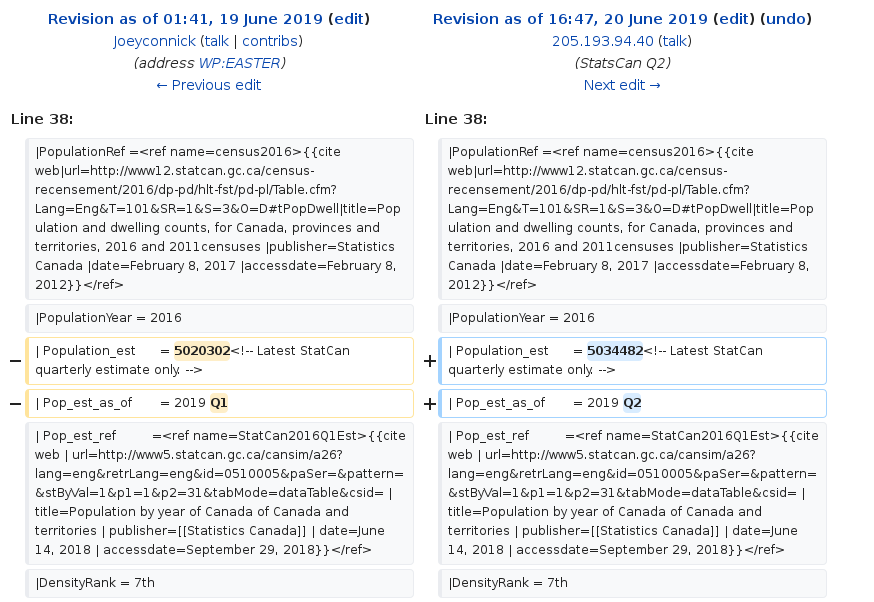 Revision as of 01:41, 19 June 2019 (edit)
Joeyconnick (talk | contribs)
(address WP:EASTER)
← Previous edit
Revision as of 16:47, 20 June 2019 (edit) (undo)
205.193.94.40 (talk)
(StatsCan Q2)
Next edit →
Line 38:
|PopulationRef =<ref name=census2016>{{cite
web|url=http://www12.statcan.gc.ca/census-
recensement/2016/dp-pd/hlt-fst/pd-pl/Table.cfm?
Lang=Eng&T=101&SR=1&S=3&O=D#tPopDwell|title=Pop
ulation and dwelling counts, for Canada, provinces and
territories, 2016 and 2011censuses |publisher=Statistics
Canada |date=February 8, 2017 |accessdate=February 8,
2012}}</ref>
|PopulationYear = 2016
− | Population_est = 5020302<!-- Latest StatCan
quarterly estimate only. -->
− | Pop_est_as_of = 2019 Q1
| Pop_est_ref =<ref name=StatCan2016Q1Est>{{cite
web | url=http://www5.statcan.gc.ca/cansim/a26?
lang=eng&retrLang=eng&id=0510005&paSer=&pattern=
&stByVal=1&p1=1&p2=31&tabMode=dataTable&csid= |
title=Population by year of Canada of Canada and
territories | publisher=[[Statistics Canada]] | date=June
14, 2018 | accessdate=September 29, 2018}}</ref>
|DensityRank = 7th
Line 38:
|PopulationRef =<ref name=census2016>{{cite
web|url=http://www12.statcan.gc.ca/census-
recensement/2016/dp-pd/hlt-fst/pd-pl/Table.cfm?
Lang=Eng&T=101&SR=1&S=3&O=D#tPopDwell|title=Pop
ulation and dwelling counts, for Canada, provinces and
territories, 2016 and 2011censuses |publisher=Statistics
Canada |date=February 8, 2017 |accessdate=February 8,
2012}}</ref>
|PopulationYear = 2016
+ | Population_est = 5034482<!-- Latest StatCan
quarterly estimate only. -->
+ | Pop_est_as_of = 2019 Q2
| Pop_est_ref =<ref name=StatCan2016Q1Est>{{cite
web | url=http://www5.statcan.gc.ca/cansim/a26?
lang=eng&retrLang=eng&id=0510005&paSer=&pattern=
&stByVal=1&p1=1&p2=31&tabMode=dataTable&csid= |
title=Population by year of Canada of Canada and
territories | publisher=[[Statistics Canada]] | date=June
14, 2018 | accessdate=September 29, 2018}}</ref>
|DensityRank = 7th